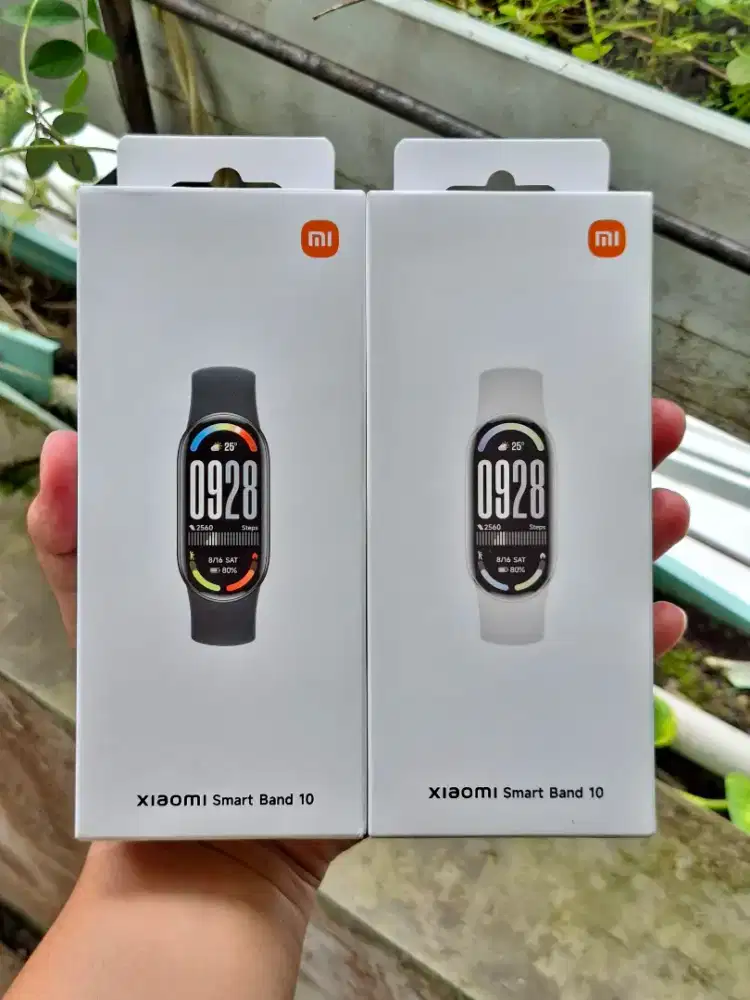 mi
25°
0928
2560 Steps
8/16 SAT
80%
xiaomi Smart Band 10
mi
25°
0928
2560 Steps
8/16 SAT
80%
xiaomi Smart Band 10